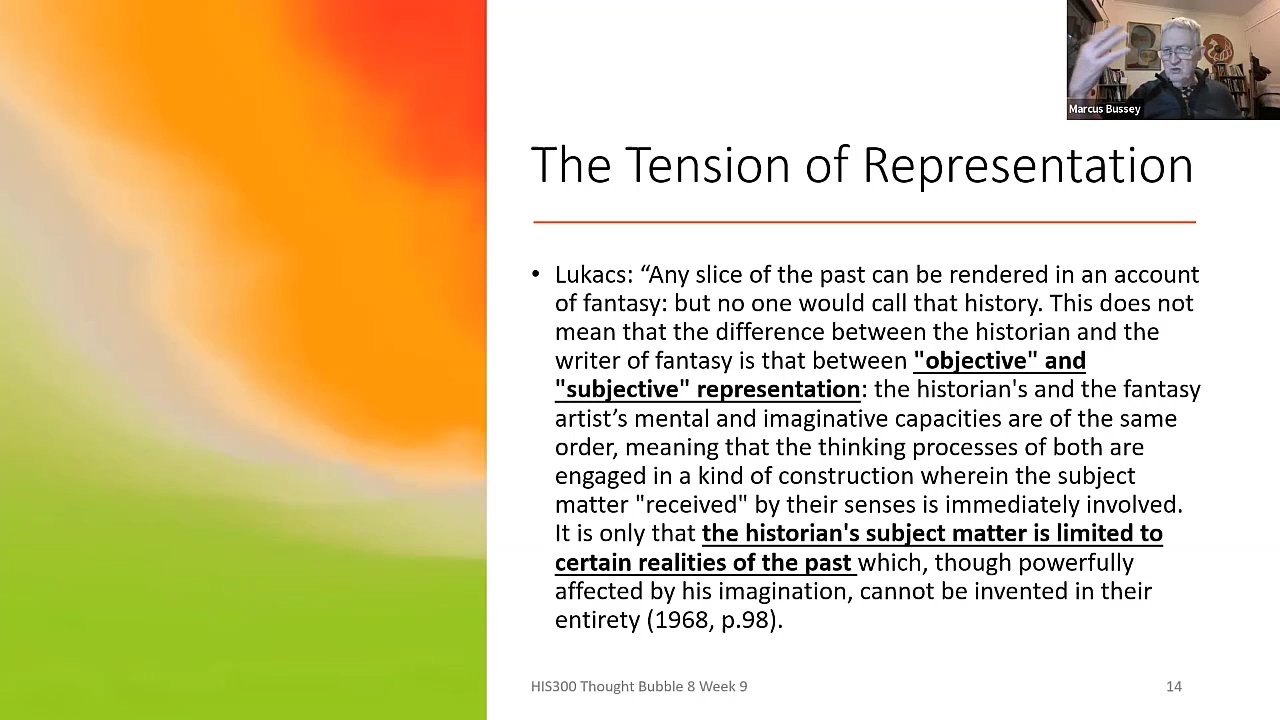 Marcus Bussey
The Tension of Representation
• Lukacs: “Any slice of the past can be rendered in an account
of fantasy: but no one would call that history. This does not
mean that the difference between the historian and the
writer of fantasy is that between "objective" and
"subjective" representation: the historian's and the fantasy
artist’s mental and imaginative capacities are of the same
order, meaning that the thinking processes of both are
engaged in a kind of construction wherein the subject
matter "received" by their senses is immediately involved.
It is only that the historian's subject matter is limited to
certain realities of the past which, though powerfully
affected by his imagination, cannot be invented in their
entirety (1968, p.98).
HIS300 Thought Bubble 8 Week 9
14